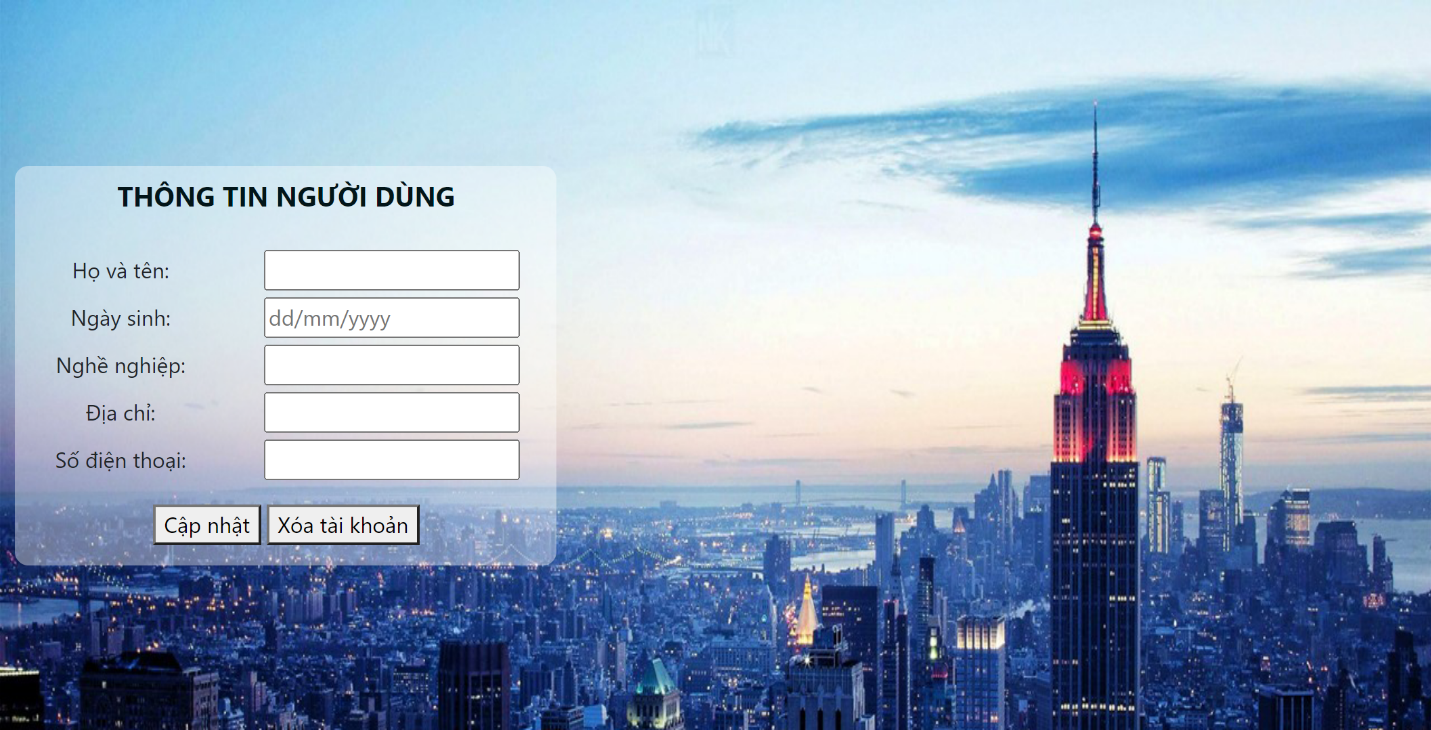 THÔNG TIN NGƯỜI DÙNG
Họ và tên:
Ngày sinh: dd/mm/yyyy
Nghề nghiệp:
Địa chỉ:
Số điện thoại:
Cập nhật Xóa tài khoản